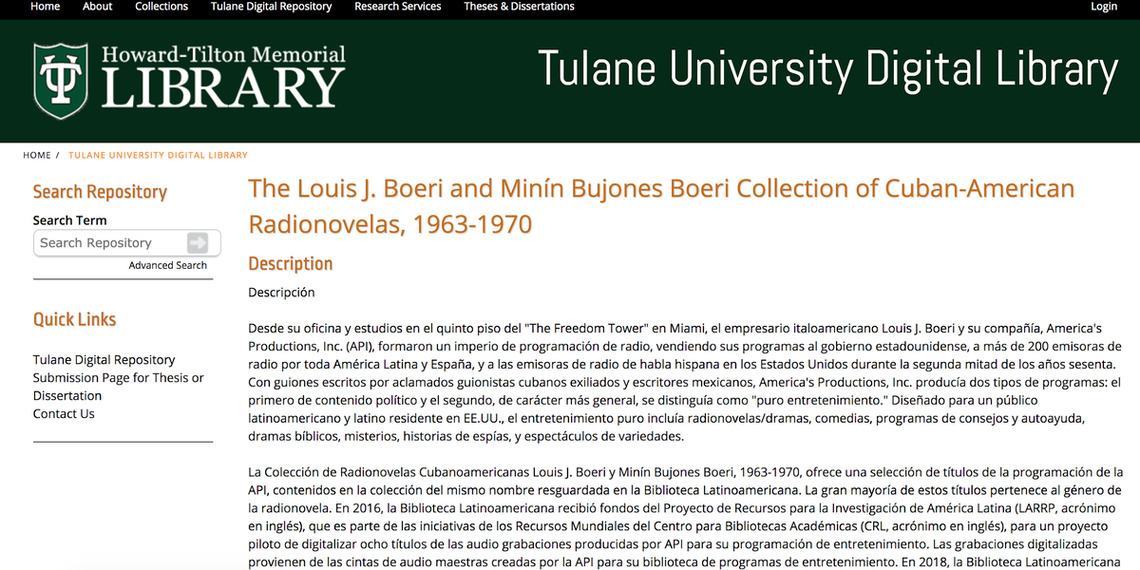 Home About Collections Tulane Digital Repository Research Services Theses & Dissertations Login
Howard-Tilton Memorial
LIBRARY
Tulane University Digital Library
HOME / TULANE UNIVERSITY DIGITAL LIBRARY
Search Repository
Search Term
Search Repository
Advanced Search
Quick Links
Tulane Digital Repository
Submission Page for Thesis or
Dissertation
Contact Us
The Louis J. Boeri and Minín Bujones Boeri Collection of Cuban-American
Radionovelas, 1963-1970
Description
Descripción
Desde su oficina y estudios en el quinto piso del "The Freedom Tower" en Miami, el empresario italoamericano Louis J. Boeri y su compañía, America's
Productions, Inc. (API), formaron un imperio de programación de radio, vendiendo sus programas al gobierno estadounidense, a más de 200 emisoras de
radio por toda América Latina y España, y a las emisoras de radio de habla hispana en los Estados Unidos durante la segunda mitad de los años sesenta.
Con guiones escritos por aclamados guionistas cubanos exiliados y escritores mexicanos, America's Productions, Inc. producía dos tipos de programas: el
primero de contenido político y el segundo, de carácter más general, se distinguía como "puro entretenimiento." Diseñado para un público
latinoamericano y latino residente en EE.UU., el entretenimiento puro incluía radionovelas/dramas, comedias, programas de consejos y autoayuda,
dramas bíblicos, misterios, historias de espías, y espectáculos de variedades.
La Colección de Radionovelas Cubanoamericanas Louis J. Boeri y Minín Bujones Boeri, 1963-1970, ofrece una selección de títulos de la programación de la
API, contenidos en la colección del mismo nombre resguardada en la Biblioteca Latinoamericana. La gran mayoría de estos títulos pertenece al género de
la radionovela. En 2016, la Biblioteca Latinoamericana recibió fondos del Proyecto de Recursos para la Investigación de América Latina (LARRP, acrónimo
en inglés), que es parte de las iniciativas de los Recursos Mundiales del Centro para Bibliotecas Académicas (CRL, acrónimo en inglés), para un proyecto
piloto de digitalizar ocho títulos de las audio grabaciones producidas por API para su programación de entretenimiento. Las grabaciones digitalizadas
provienen de las cintas de audio maestras creadas por la API para su biblioteca de programas de entretenimiento. En 2018, la Biblioteca Latinoamericana